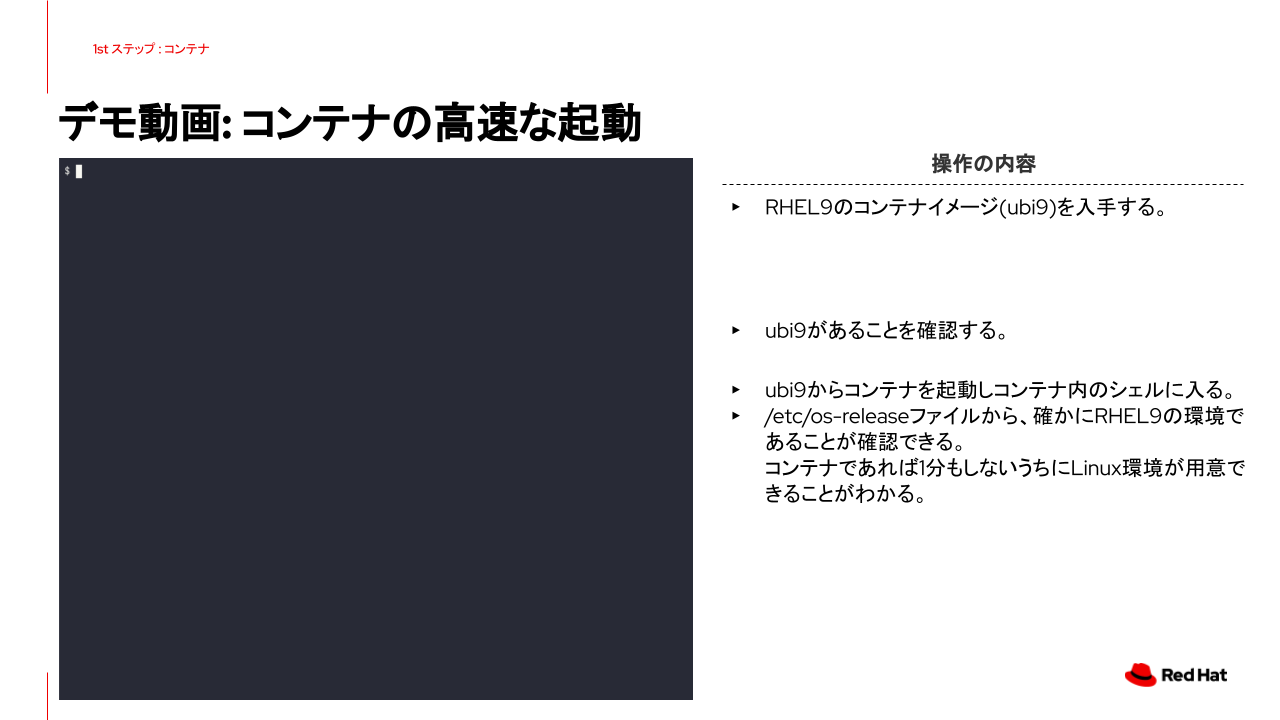 1st ステップ : コンテナ
デモ動画: コンテナの高速な起動
$
操作の内容
▸ RHEL9のコンテナイメージ(ubi9)を入手する。
▸ ubi9があることを確認する。
▸ ubi9からコンテナを起動しコンテナ内のシェルに入る。
▸ /etc/os-releaseファイルから、確かにRHEL9の環境で
あることが確認できる。
コンテナであれば1分もしないうちにLinux環境が用意で
きることがわかる。
Red Hat